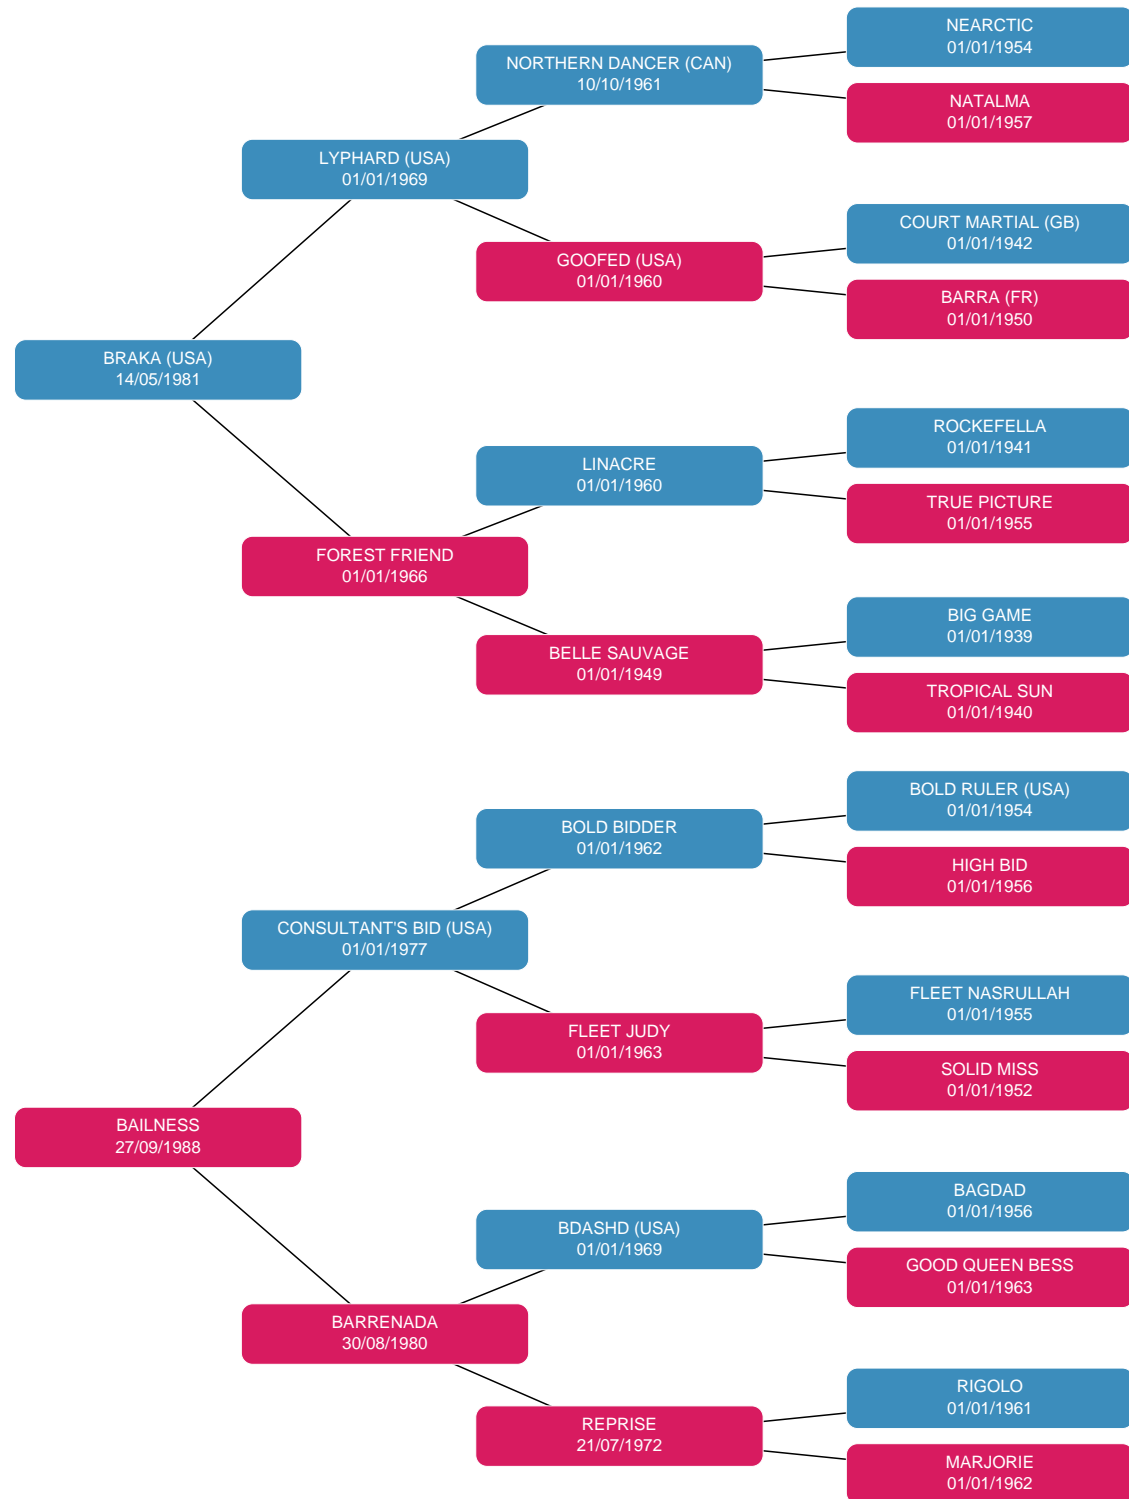 NEARCTIC
01/01/1954
NORTHERN DANCER (CAN)
10/10/1961
NATALMA
01/01/1957
LYPHARD (USA)
01/01/1969
COURT MARTIAL (GB)
01/01/1942
GOOFED (USA)
01/01/1960
BARRA (FR)
01/01/1950
BRAKA (USA)
14/05/1981
ROCKEFELLA
01/01/1941
LINACRE
01/01/1960
TRUE PICTURE
01/01/1955
FOREST FRIEND
01/01/1966
BIG GAME
01/01/1939
BELLE SAUVAGE
01/01/1949
TROPICAL SUN
01/01/1940
BOLD RULER (USA)
01/01/1954
BOLD BIDDER
01/01/1962
HIGH BID
01/01/1956
CONSULTANT'S BID (USA)
01/01/1977
FLEET NASRULLAH
01/01/1955
FLEET JUDY
01/01/1963
SOLID MISS
01/01/1952
BAILNESS
27/09/1988
BAGDAD
01/01/1956
BDASHD (USA)
01/01/1969
GOOD QUEEN BESS
01/01/1963
BARRENADA
30/08/1980
RIGOLO
01/01/1961
REPRISE
21/07/1972
MARJORIE
01/01/1962